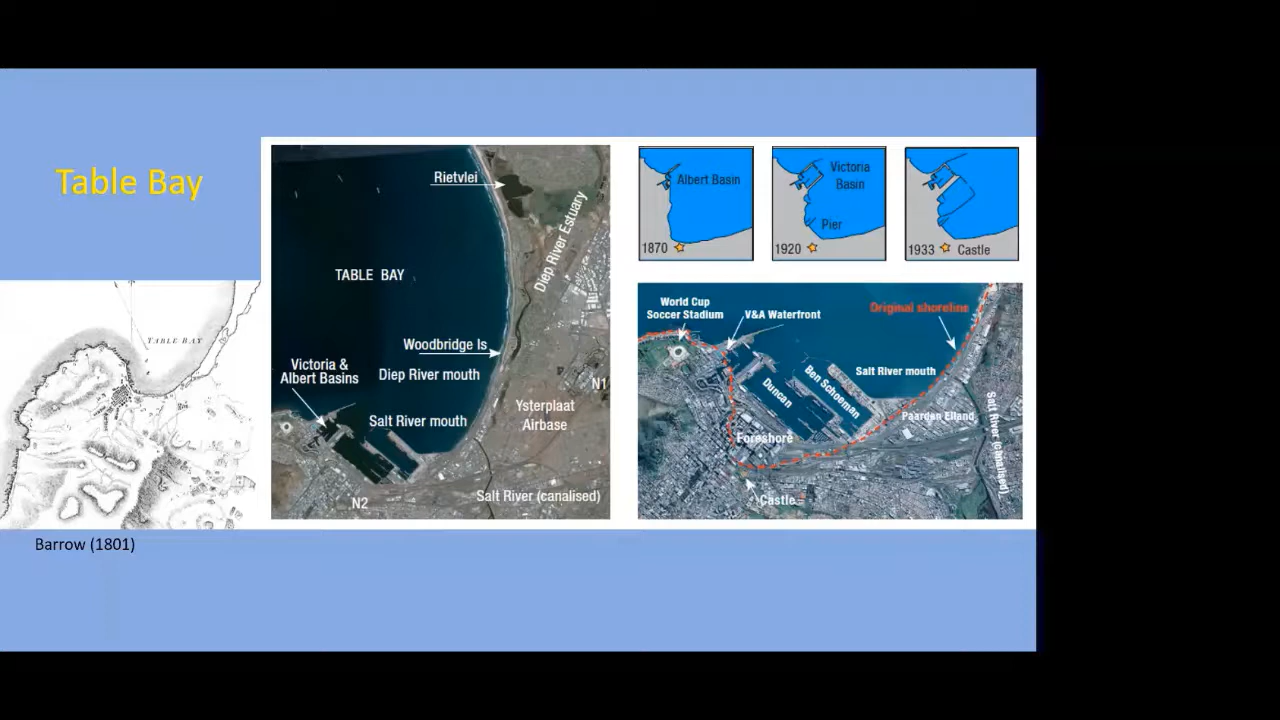 Table Bay
TABLE BAY
Barrow (1801)
Rietvlei
Diep River Estuary
TABLE BAY
Woodbridge Is
Victoria &
Albert Basins
Diep River mouth
N1
Ysterplaat
Airbase
Salt River mouth
Salt River (canalised)
N2
Albert Basin
1870
Victoria
Basin
Pier
1920
1933
Castle
World Cup
Soccer Stadium
V&A Waterfront
Original shoreline
Salt River mouth
Duncan
Ben Schoeman
Paarden Eiland
Foreshore
Salt River (canalised)
Castle